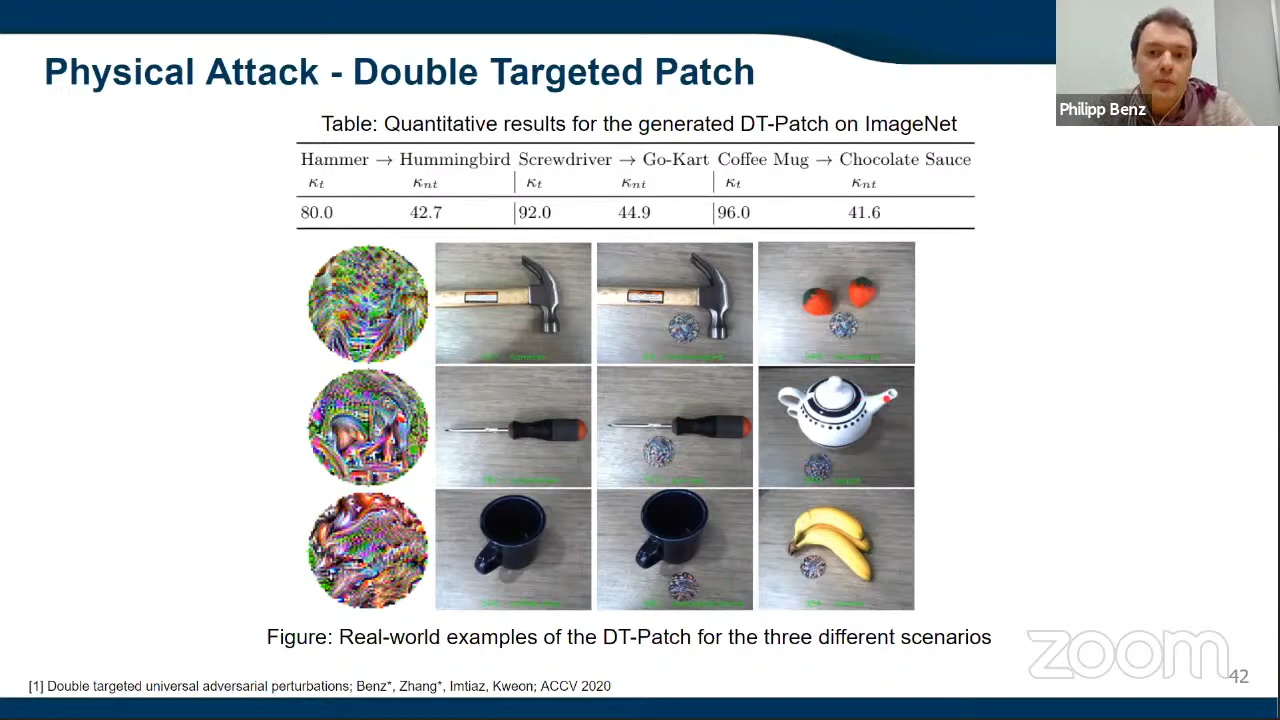 Physical Attack - Double Targeted Patch
Philipp Benz
Table: Quantitative results for the generated DT-Patch on ImageNet
Hammer → Hummingbird Screwdriver → Go-Kart Coffee Mug → Chocolate Sauce
κt κnt κt κnt κt κnt
80.0 42.7 92.0 44.9 96.0 41.6
Figure: Real-world examples of the DT-Patch for the three different scenarios
zoom
42
[1] Double targeted universal adversarial perturbations; Benz*, Zhang*, Imtiaz, Kweon; ACCV 2020